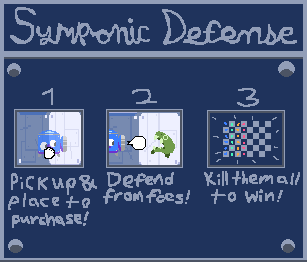 Symponic Defense
1 2 3
Pick up &
place to
purchase!
Defend
from foes!
Kill them all
to win!